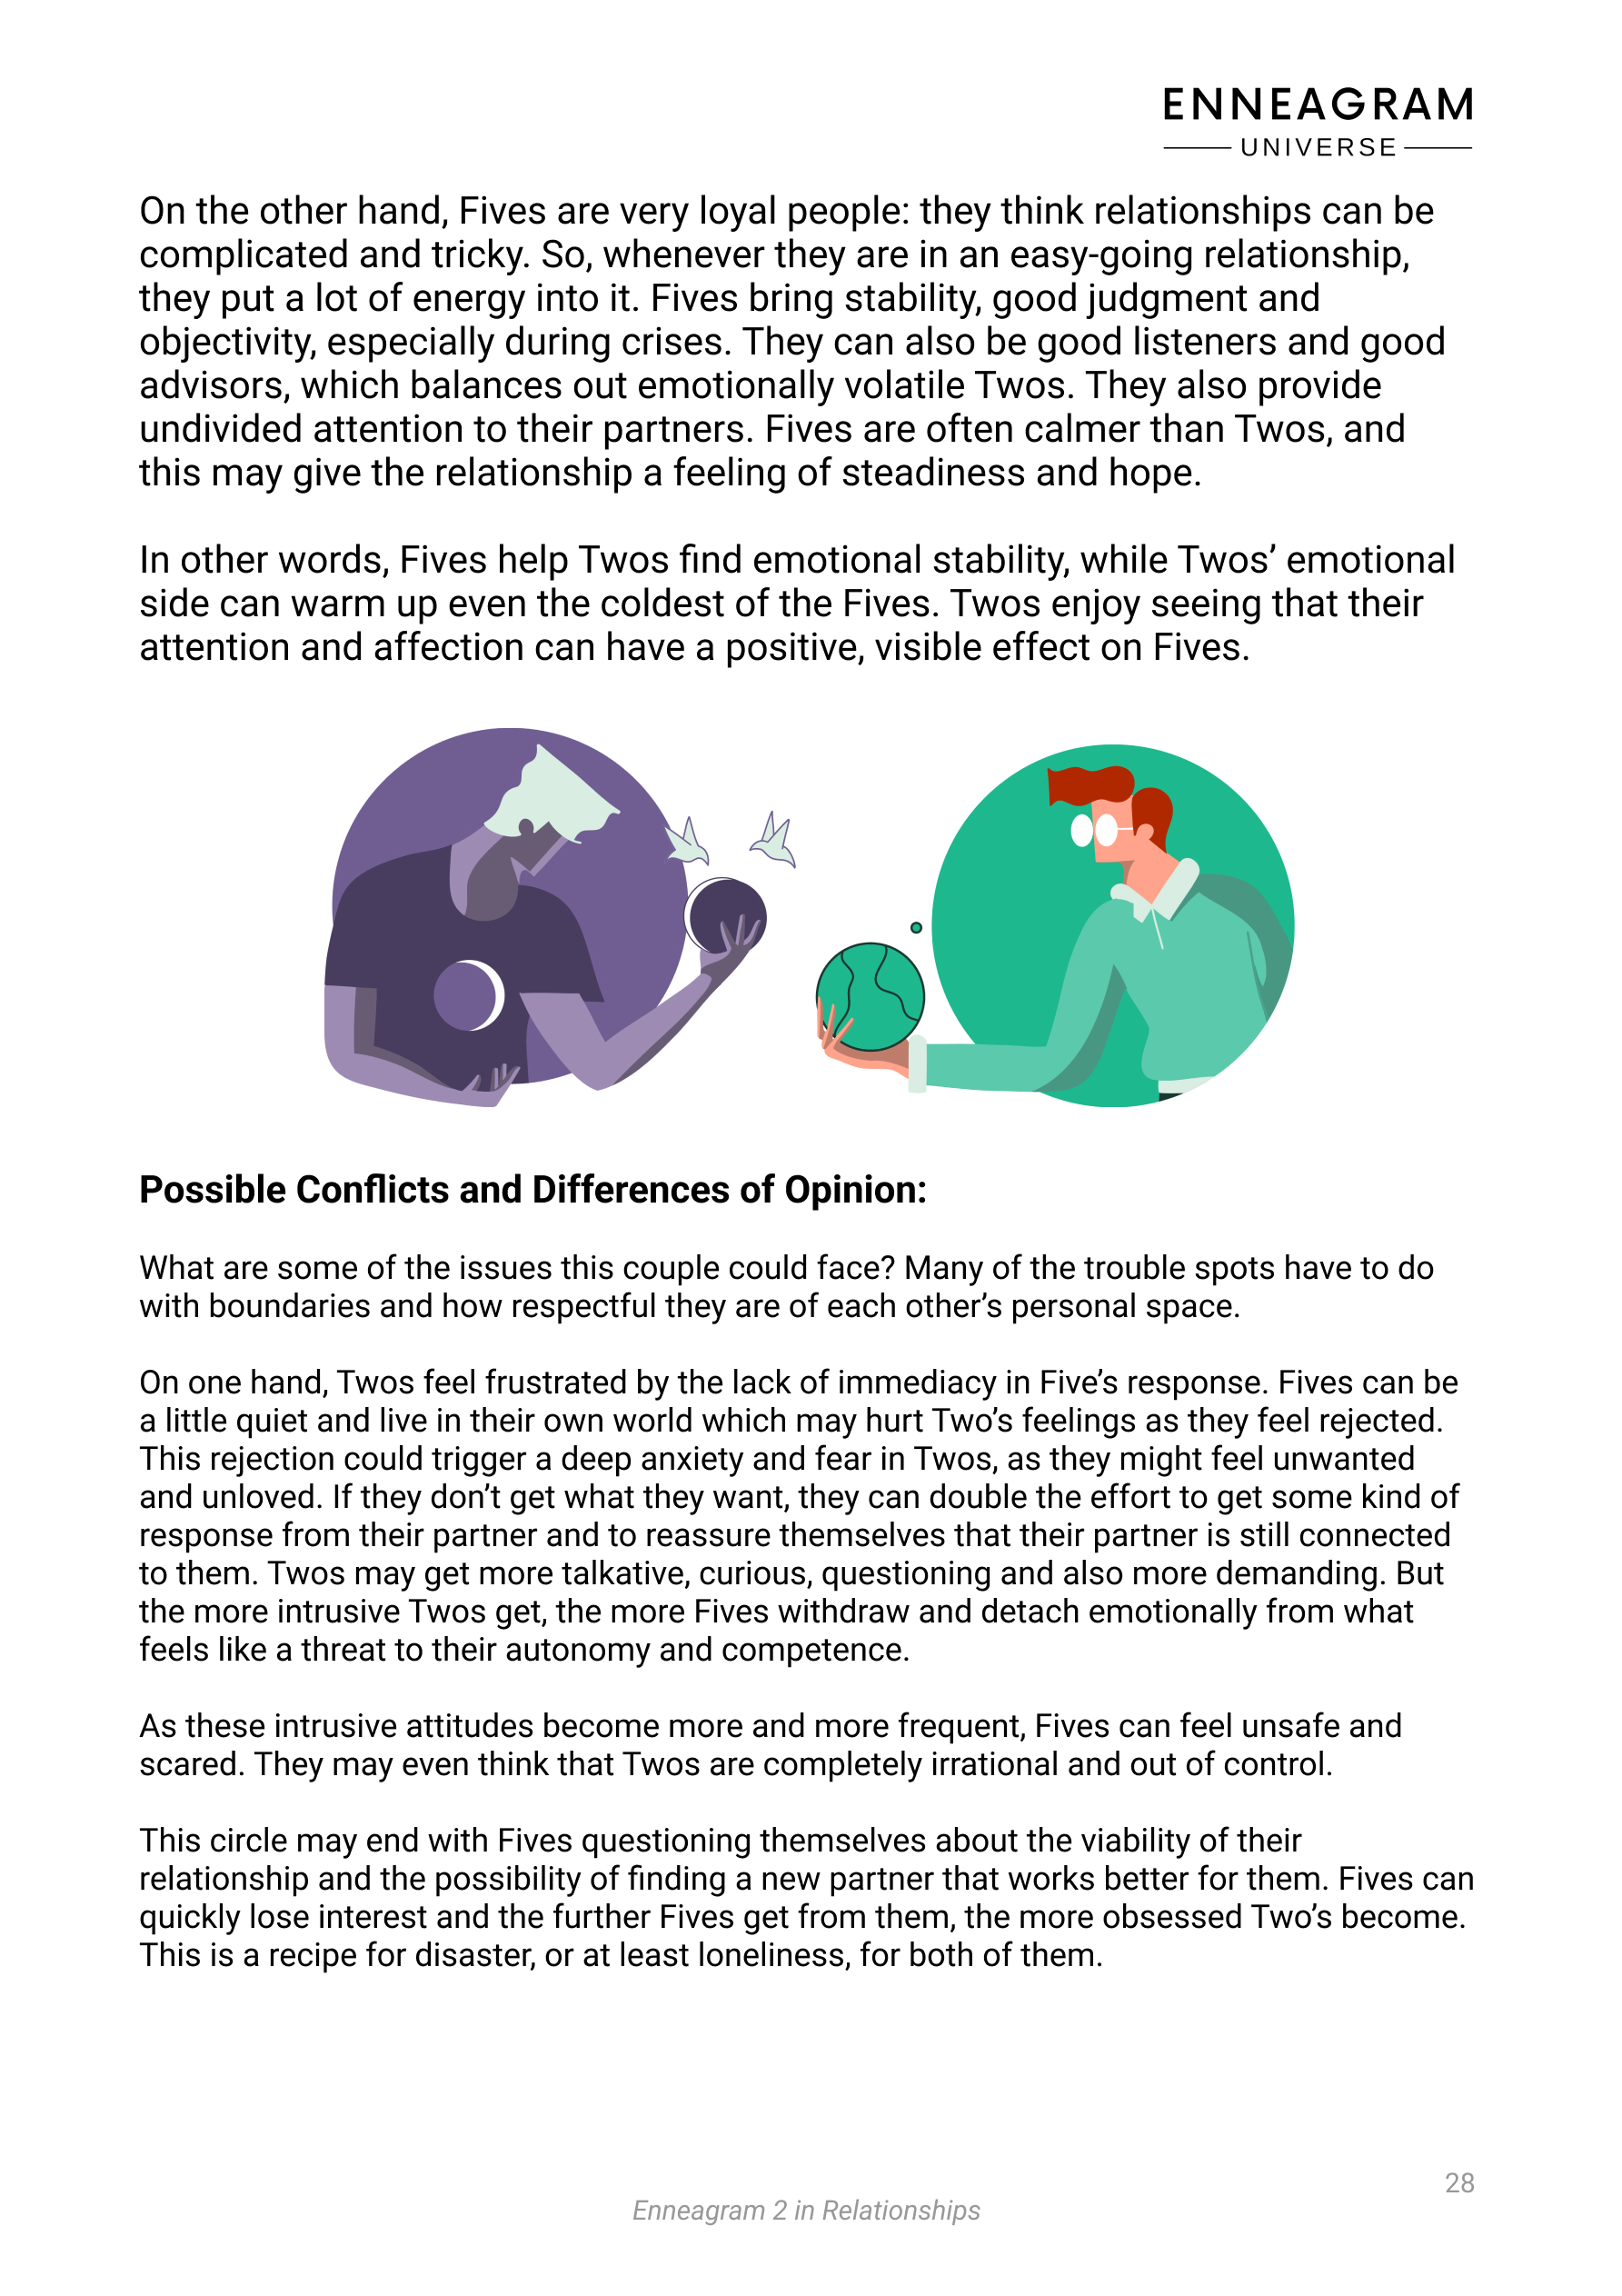 ENNEAGRAM
UNIVERSE
On the other hand, Fives are very loyal people: they think relationships can be
complicated and tricky. So, whenever they are in an easy-going relationship,
they put a lot of energy into it. Fives bring stability, good judgment and
objectivity, especially during crises. They can also be good listeners and good
advisors, which balances out emotionally volatile Twos. They also provide
undivided attention to their partners. Fives are often calmer than Twos, and
this may give the relationship a feeling of steadiness and hope.
In other words, Fives help Twos find emotional stability, while Twos’ emotional
side can warm up even the coldest of the Fives. Twos enjoy seeing that their
attention and affection can have a positive, visible effect on Fives.
Possible Conflicts and Differences of Opinion:
What are some of the issues this couple could face? Many of the trouble spots have to do
with boundaries and how respectful they are of each other’s personal space.
On one hand, Twos feel frustrated by the lack of immediacy in Five’s response. Fives can be
a little quiet and live in their own world which may hurt Two’s feelings as they feel rejected.
This rejection could trigger a deep anxiety and fear in Twos, as they might feel unwanted
and unloved. If they don’t get what they want, they can double the effort to get some kind of
response from their partner and to reassure themselves that their partner is still connected
to them. Twos may get more talkative, curious, questioning and also more demanding. But
the more intrusive Twos get, the more Fives withdraw and detach emotionally from what
feels like a threat to their autonomy and competence.
As these intrusive attitudes become more and more frequent, Fives can feel unsafe and
scared. They may even think that Twos are completely irrational and out of control.
This circle may end with Fives questioning themselves about the viability of their
relationship and the possibility of finding a new partner that works better for them. Fives can
quickly lose interest and the further Fives get from them, the more obsessed Two’s become.
This is a recipe for disaster, or at least loneliness, for both of them.
28
Enneagram 2 in Relationships